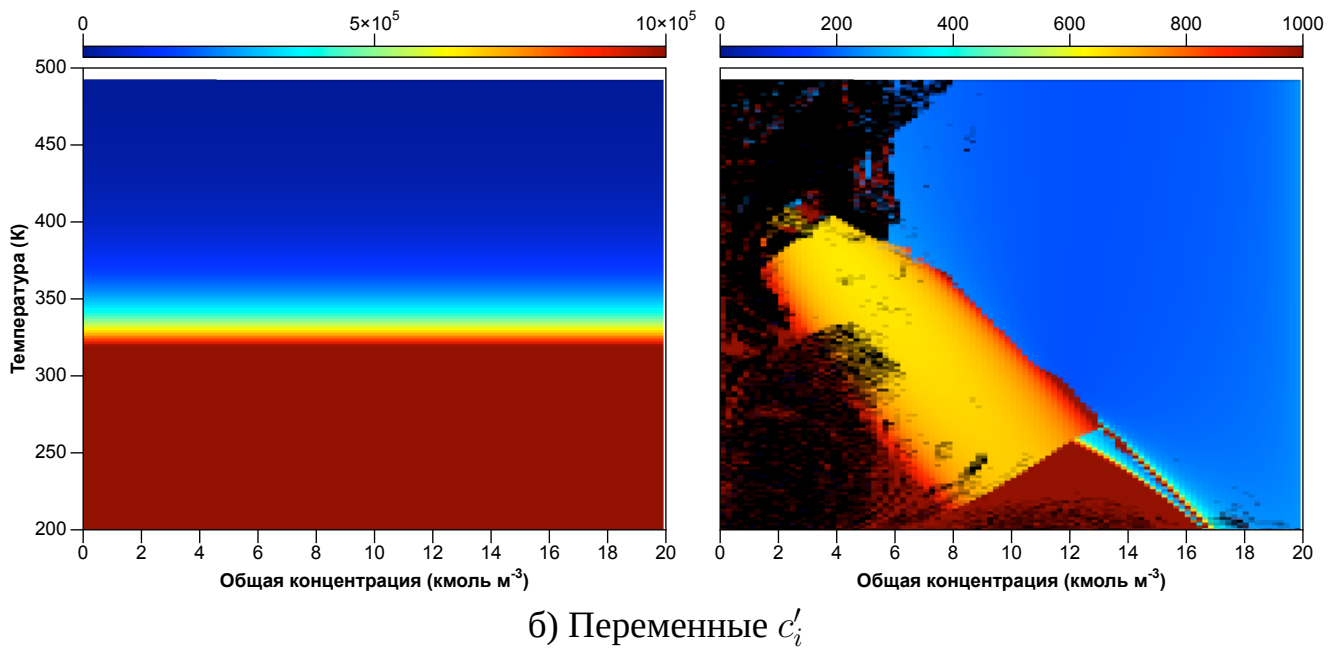 0 5×10⁵ 10×10⁵
0 200 400 600 800 1000
500
450
400
350
300
250
200
Температура (К)
0 2 4 6 8 10 12 14 16 18 20
0 2 4 6 8 10 12 14 16 18 20
Общая концентрация (кмоль м⁻³)
Общая концентрация (кмоль м⁻³)
б) Переменные c′ᵢ